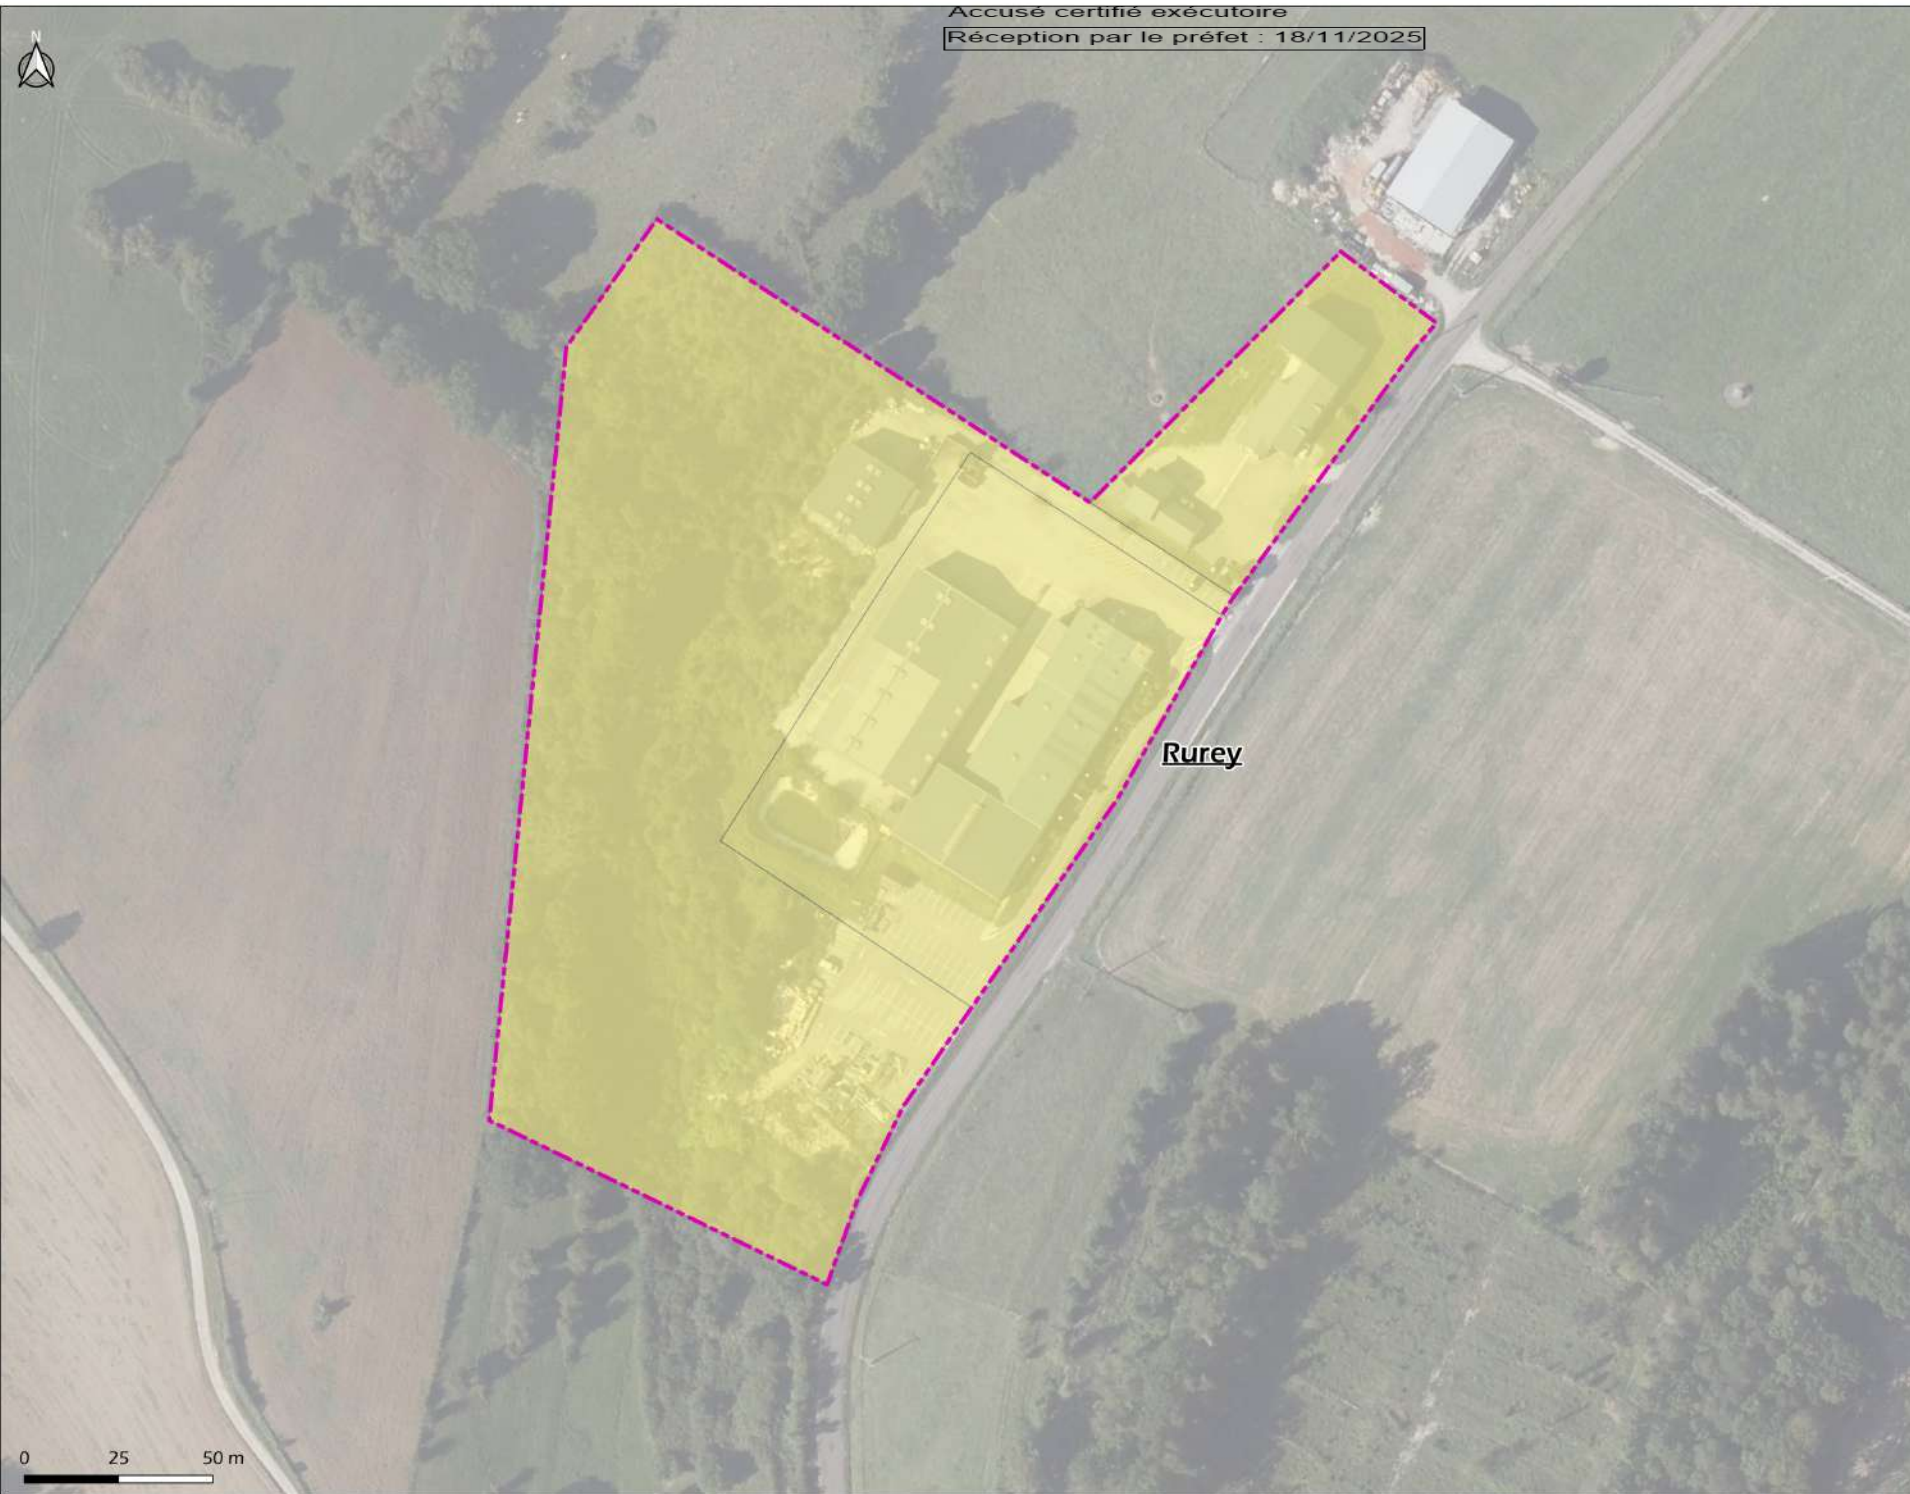 Accusé certifié exécutoire
Réception par le préfet : 18/11/2025
N
Rurey
0 25 50 m